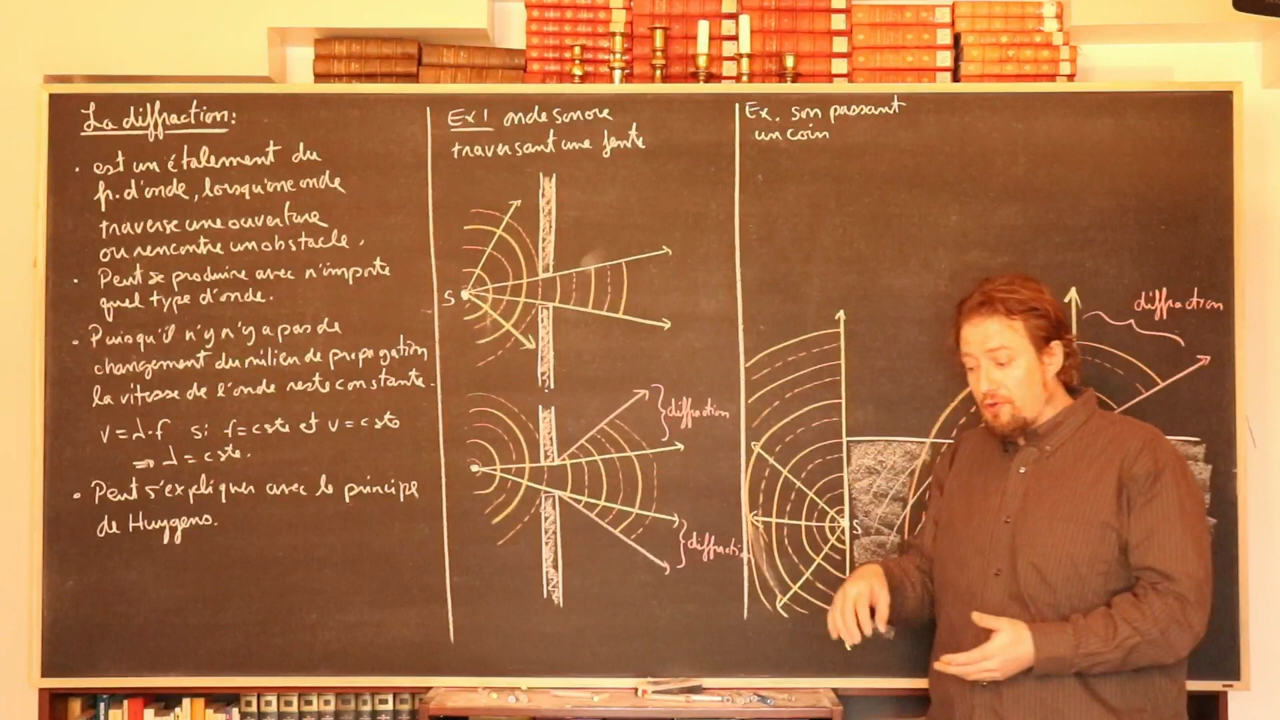 La diffraction:
• est un étalement du
fr. d'onde, lorsqu'une onde
traverse une ouverture
ou rencontre un obstacle.
• Peut se produire avec n'importe
quel type d'onde.
• Puisqu'il n'y n'y a pas de
changement du milieu de propagation
la vitesse de l'onde reste constante.
v = λ·f si f = cste et v = cste
⇒ λ = cste.
• Peut s'expliquer avec le principe
de Huygens.
Ex 1 onde sonore
traversant une fente
S
}diffraction
}diffraction
Ex. son passant
un coin
diffraction
S